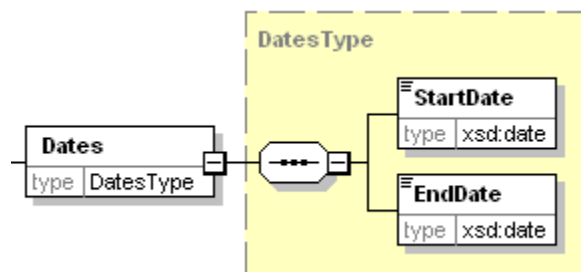 DatesType
StartDate
type xsd:date
Dates
type DatesType
EndDate
type xsd:date